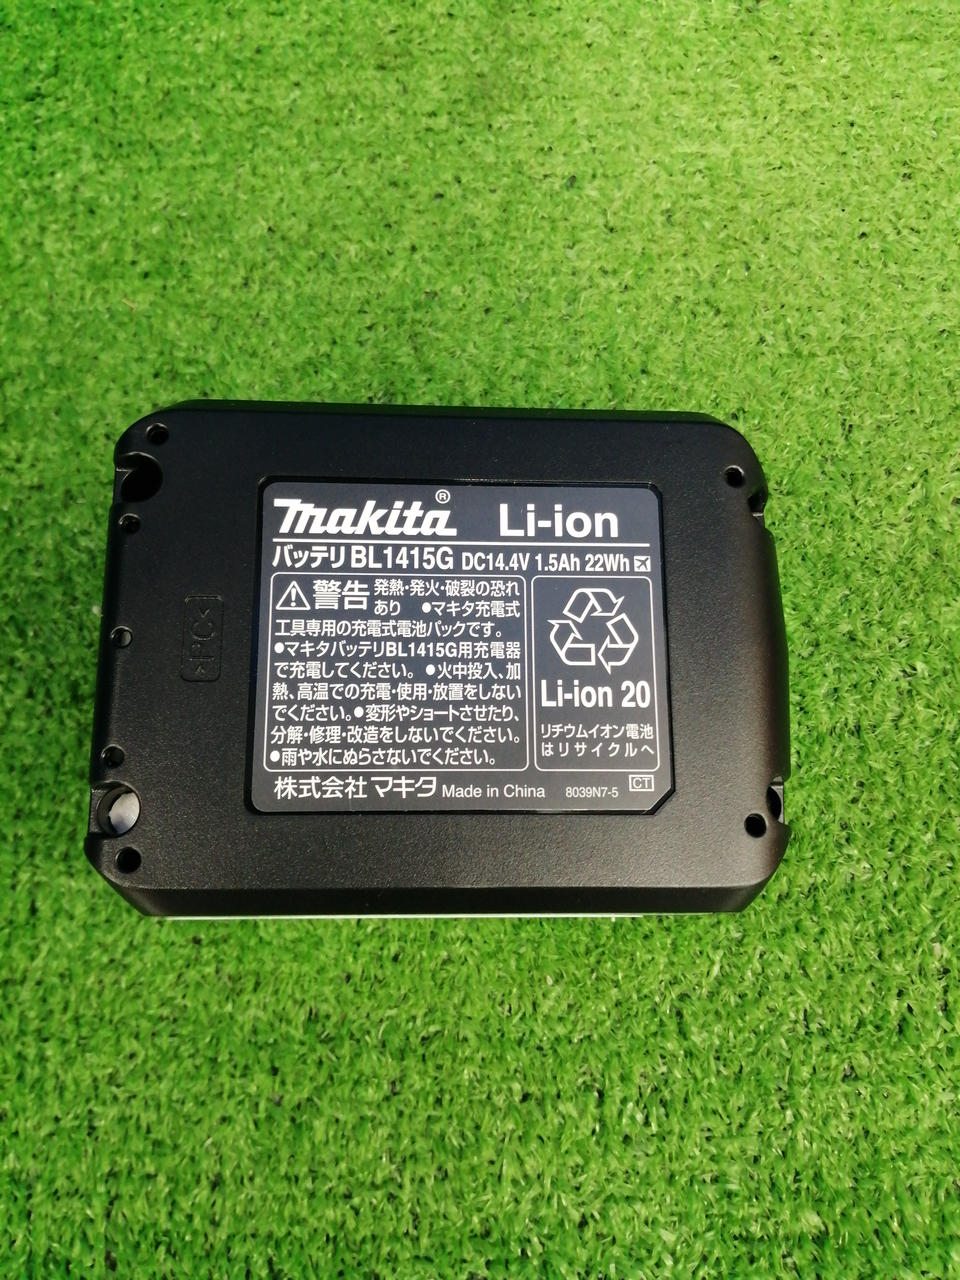 makita® Li-ion
バッテリ BL1415G DC14.4V 1.5Ah 22Wh
警告 発熱・発火・破裂の恐れ
あり ●マキタ充電式
工具専用の充電式電池パックです。
●マキタバッテリBL1415G用充電器
で充電してください。●火中投入、加
熱、高温での充電・使用・放置をしない
でください。●変形やショートさせたり、
分解・修理・改造をしないでください。
●雨や水にぬらさないでください。
Li-ion 20
リチウムイオン電池
はリサイクルへ
株式会社マキタ Made in China 8039N7-5 CT
>PC<